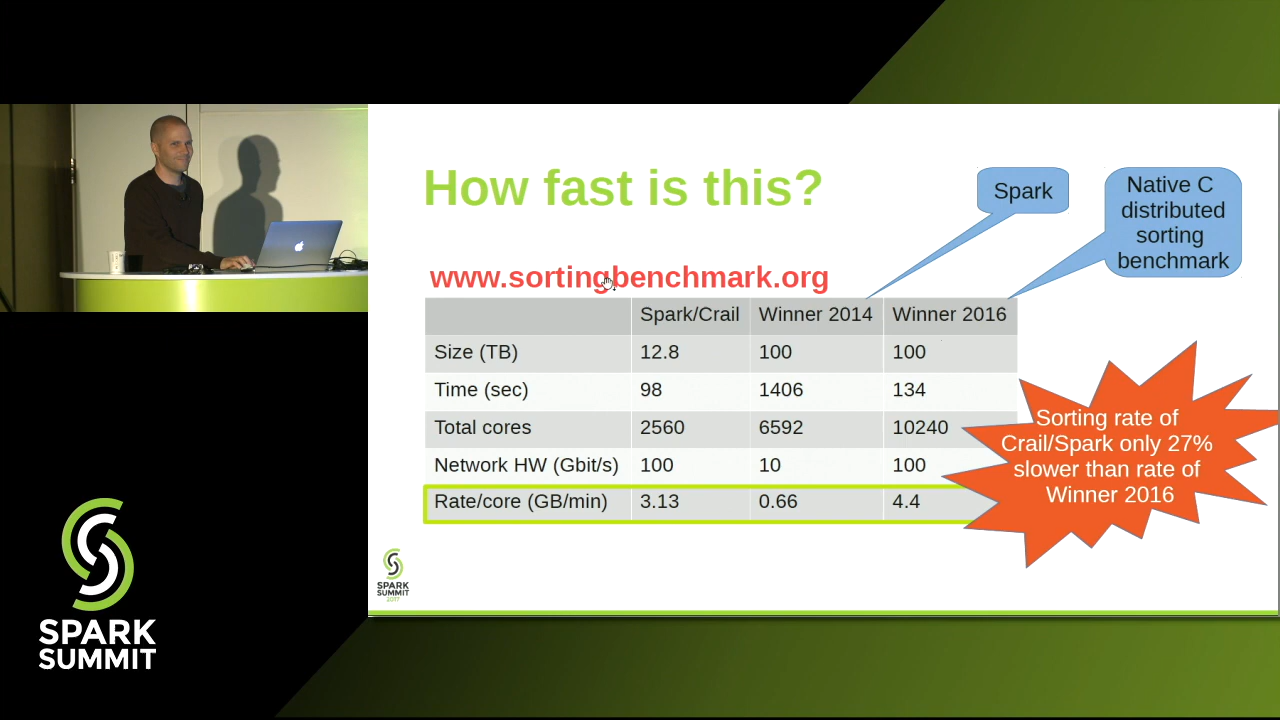 How fast is this?
Spark
Native C
distributed
sorting
benchmark
www.sortingbenchmark.org
Spark/Crail Winner 2014 Winner 2016
Size (TB) 12.8 100 100
Time (sec) 98 1406 134
Total cores 2560 6592 10240
Network HW (Gbit/s) 100 10 100
Rate/core (GB/min) 3.13 0.66 4.4
Sorting rate of
Crail/Spark only 27%
slower than rate of
Winner 2016
SPARK
SUMMIT
2017
SPARK
SUMMIT